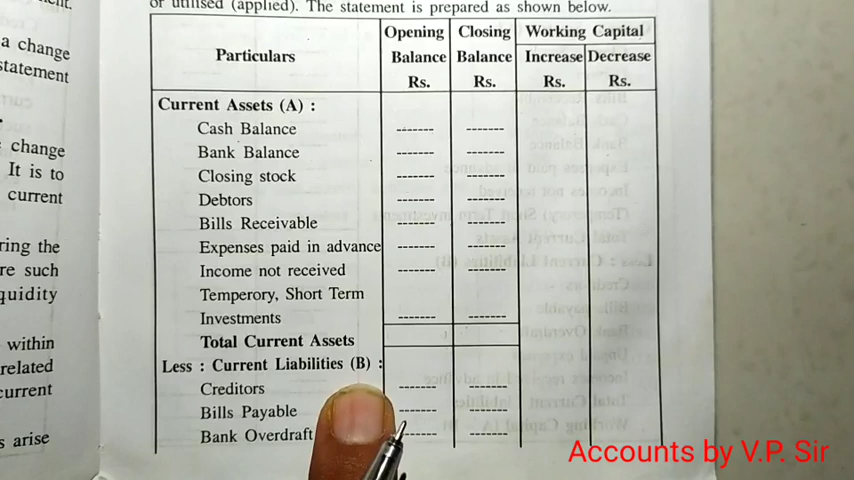 or utilised (applied). The statement is prepared as shown below.
a change
statement
change
It is to
current
ring the
re such
quidity
within
related
current
s arise
Particulars
Opening Balance Rs.
Closing Balance Rs.
Working Capital
Increase Rs.
Decrease Rs.
Current Assets (A) :
Cash Balance ------- -------
Bank Balance ------- -------
Closing stock ------- -------
Debtors ------- -------
Bills Receivable ------- -------
Expenses paid in advance ------- -------
Income not received ------- -------
Temperory, Short Term
Investments ------- -------
Total Current Assets
Less : Current Liabilities (B) :
Creditors ------- -------
Bills Payable ------- -------
Bank Overdraft ------- -------
Accounts by V.P. Sir